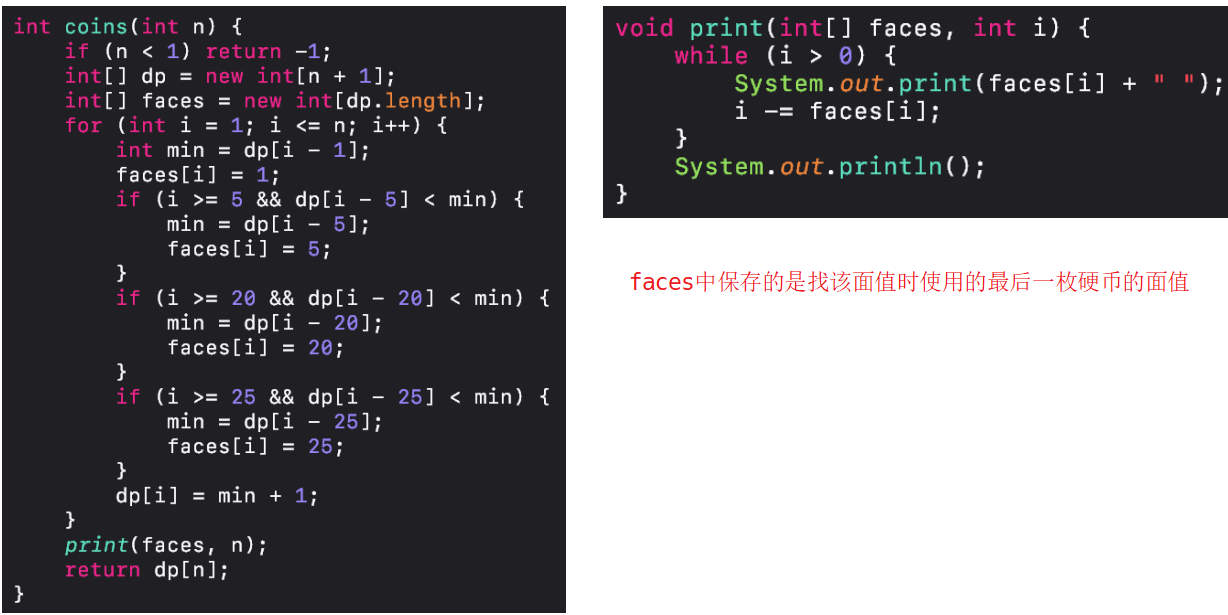 int coins(int n) {
    if (n < 1) return -1;
    int[] dp = new int[n + 1];
    int[] faces = new int[dp.length];
    for (int i = 1; i <= n; i++) {
        int min = dp[i - 1];
        faces[i] = 1;
        if (i >= 5 && dp[i - 5] < min) {
            min = dp[i - 5];
            faces[i] = 5;
        }
        if (i >= 20 && dp[i - 20] < min) {
            min = dp[i - 20];
            faces[i] = 20;
        }
        if (i >= 25 && dp[i - 25] < min) {
            min = dp[i - 25];
            faces[i] = 25;
        }
        dp[i] = min + 1;
    }
    print(faces, n);
    return dp[n];
}
void print(int[] faces, int i) {
    while (i > 0) {
        System.out.print(faces[i] + " ");
        i -= faces[i];
    }
    System.out.println();
}
faces中保存的是找该面值时使用的最后一枚硬币的面值